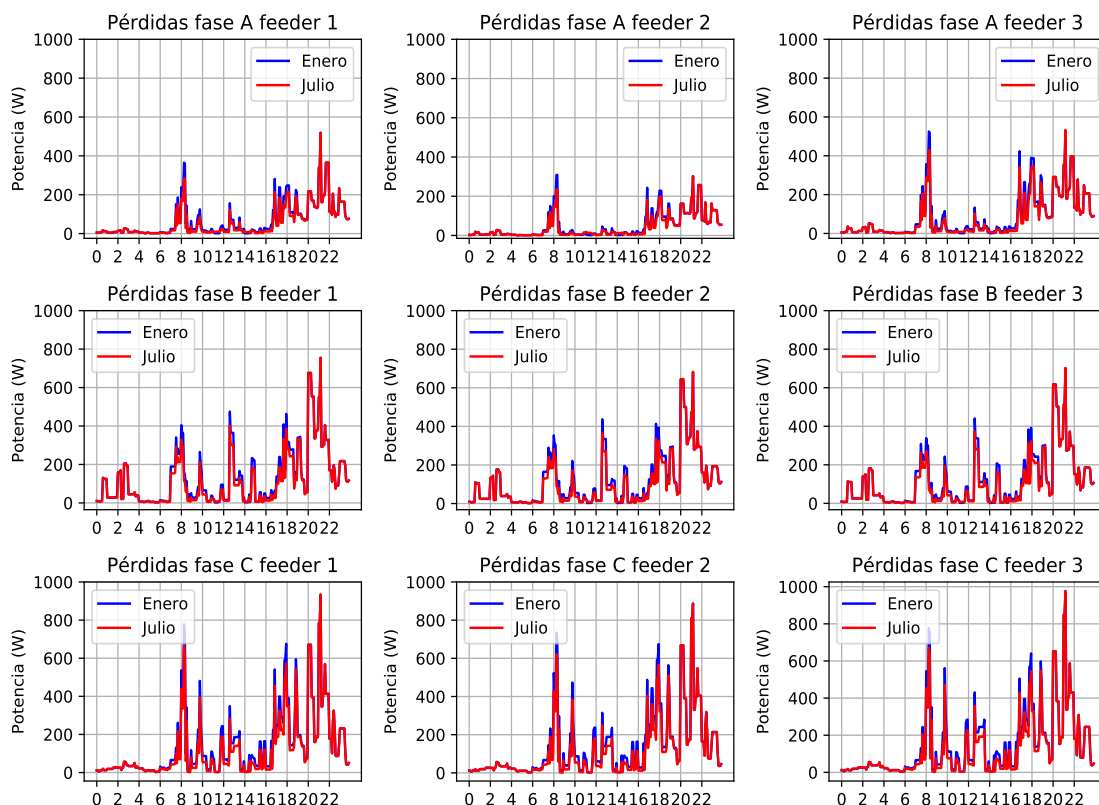 Pérdidas fase A feeder 1
Pérdidas fase A feeder 2
Pérdidas fase A feeder 3
Potencia (W)
1000
800
600
400
200
0
Enero
Julio
0 2 4 6 8 10 12 14 16 18 20 22
Potencia (W)
1000
800
600
400
200
0
Enero
Julio
0 2 4 6 8 10 12 14 16 18 20 22
Potencia (W)
1000
800
600
400
200
0
Enero
Julio
0 2 4 6 8 10 12 14 16 18 20 22
Pérdidas fase B feeder 1
Pérdidas fase B feeder 2
Pérdidas fase B feeder 3
Potencia (W)
1000
800
600
400
200
0
Enero
Julio
0 2 4 6 8 10 12 14 16 18 20 22
Potencia (W)
1000
800
600
400
200
0
Enero
Julio
0 2 4 6 8 10 12 14 16 18 20 22
Potencia (W)
1000
800
600
400
200
0
Enero
Julio
0 2 4 6 8 10 12 14 16 18 20 22
Pérdidas fase C feeder 1
Pérdidas fase C feeder 2
Pérdidas fase C feeder 3
Potencia (W)
1000
800
600
400
200
0
Enero
Julio
0 2 4 6 8 10 12 14 16 18 20 22
Potencia (W)
1000
800
600
400
200
0
Enero
Julio
0 2 4 6 8 10 12 14 16 18 20 22
Potencia (W)
1000
800
600
400
200
0
Enero
Julio
0 2 4 6 8 10 12 14 16 18 20 22